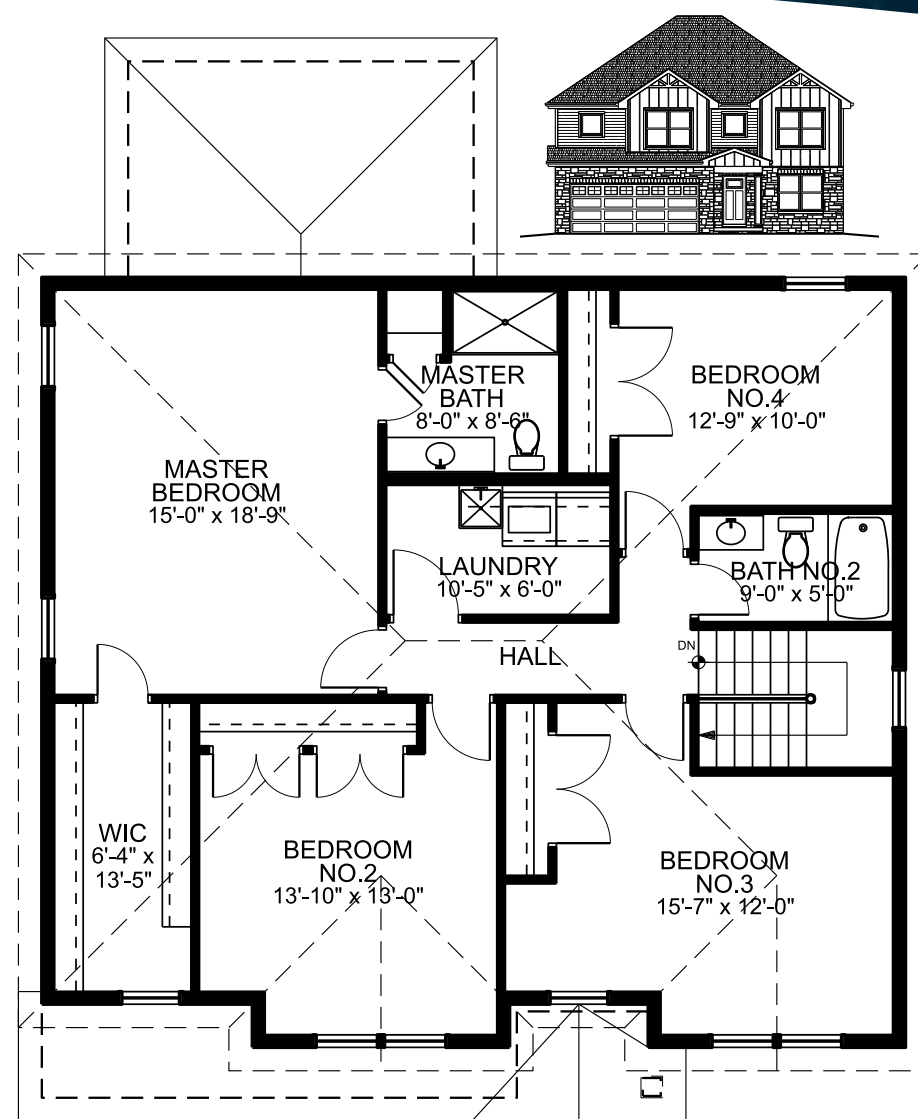 MASTER
BATH
8'-0" x 8'-6"
BEDROOM
NO.4
12'-9" x 10'-0"
MASTER
BEDROOM
15'-0" x 18'-9"
LAUNDRY
10'-5" x 6'-0"
BATH NO.2
9'-0" x 5'-0"
HALL
DN
WIC
6'-4" x
13'-5"
BEDROOM
NO.2
13'-10" x 13'-0"
BEDROOM
NO.3
15'-7" x 12'-0"